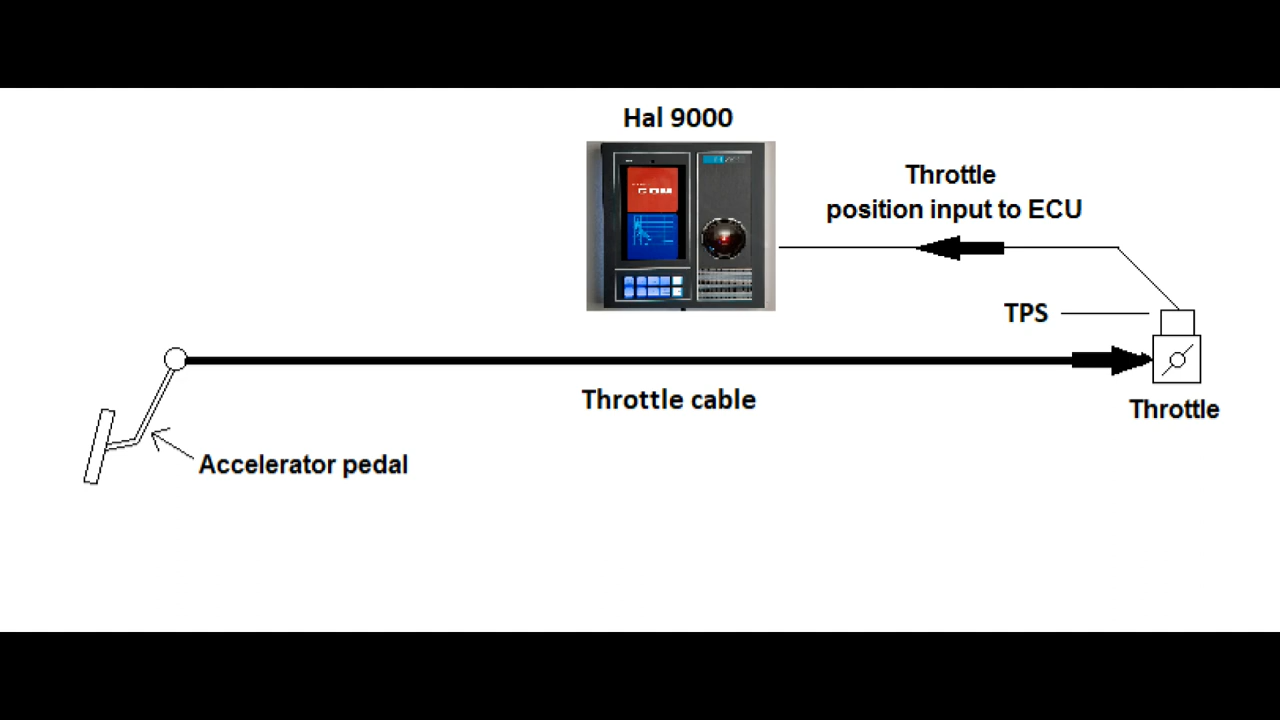 Hal 9000
Throttle
position input to ECU
TPS
Throttle cable
Throttle
Accelerator pedal